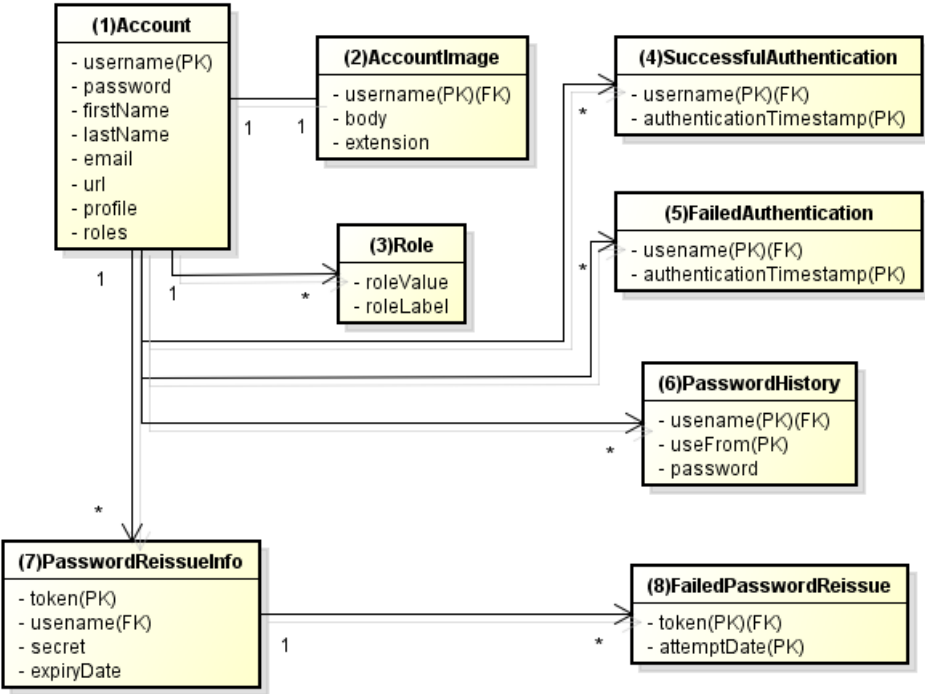 (1)Account
- username(PK)
- password
- firstName
- lastName
- email
- url
- profile
- roles
(2)AccountImage
- username(PK)(FK)
- body
- extension
(4)SuccessfulAuthentication
- username(PK)(FK)
- authenticationTimestamp(PK)
1
1
*
(5)FailedAuthentication
- usename(PK)(FK)
- authenticationTimestamp(PK)
*
(3)Role
- roleValue
- roleLabel
1
1
*
(6)PasswordHistory
- usename(PK)(FK)
- useFrom(PK)
- password
*
*
(7)PasswordReissueInfo
- token(PK)
- usename(FK)
- secret
- expiryDate
1
*
(8)FailedPasswordReissue
- token(PK)(FK)
- attemptDate(PK)